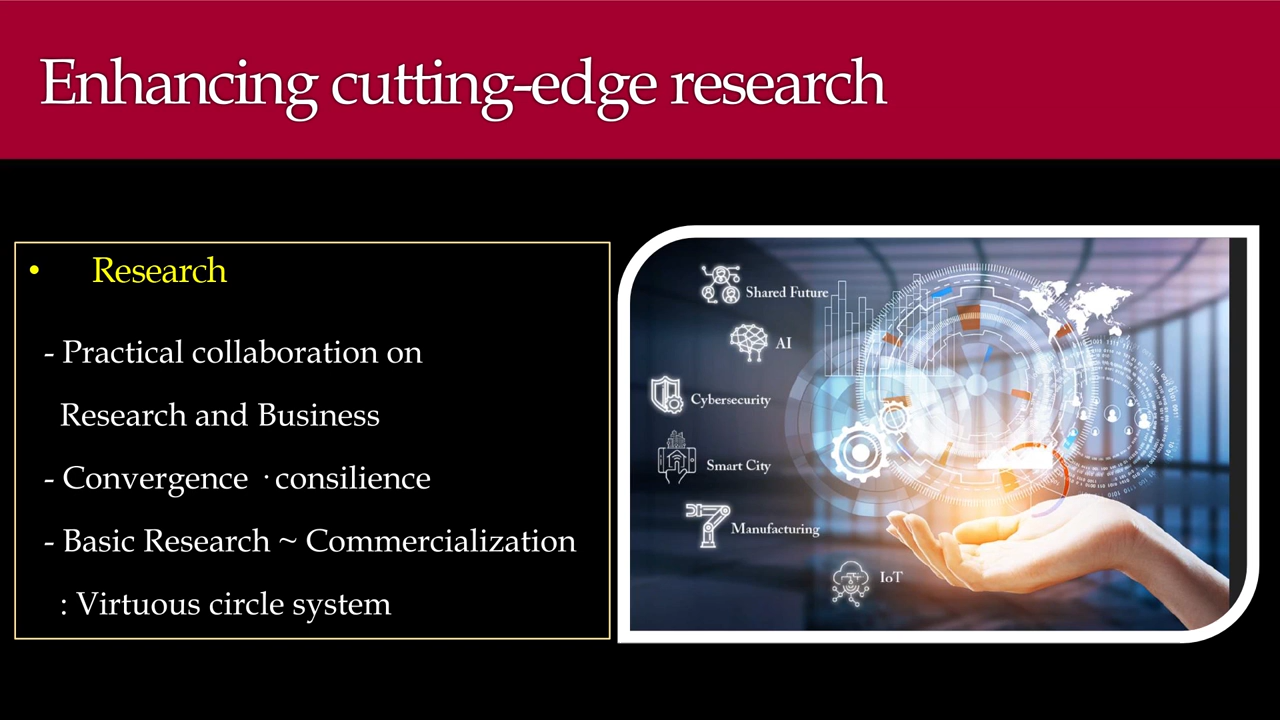 Enhancing cutting-edge research
• Research
- Practical collaboration on
Research and Business
- Convergence ·consilience
- Basic Research ~ Commercialization
: Virtuous circle system
Shared Future
AI
Cybersecurity
Smart City
Manufacturing
IoT